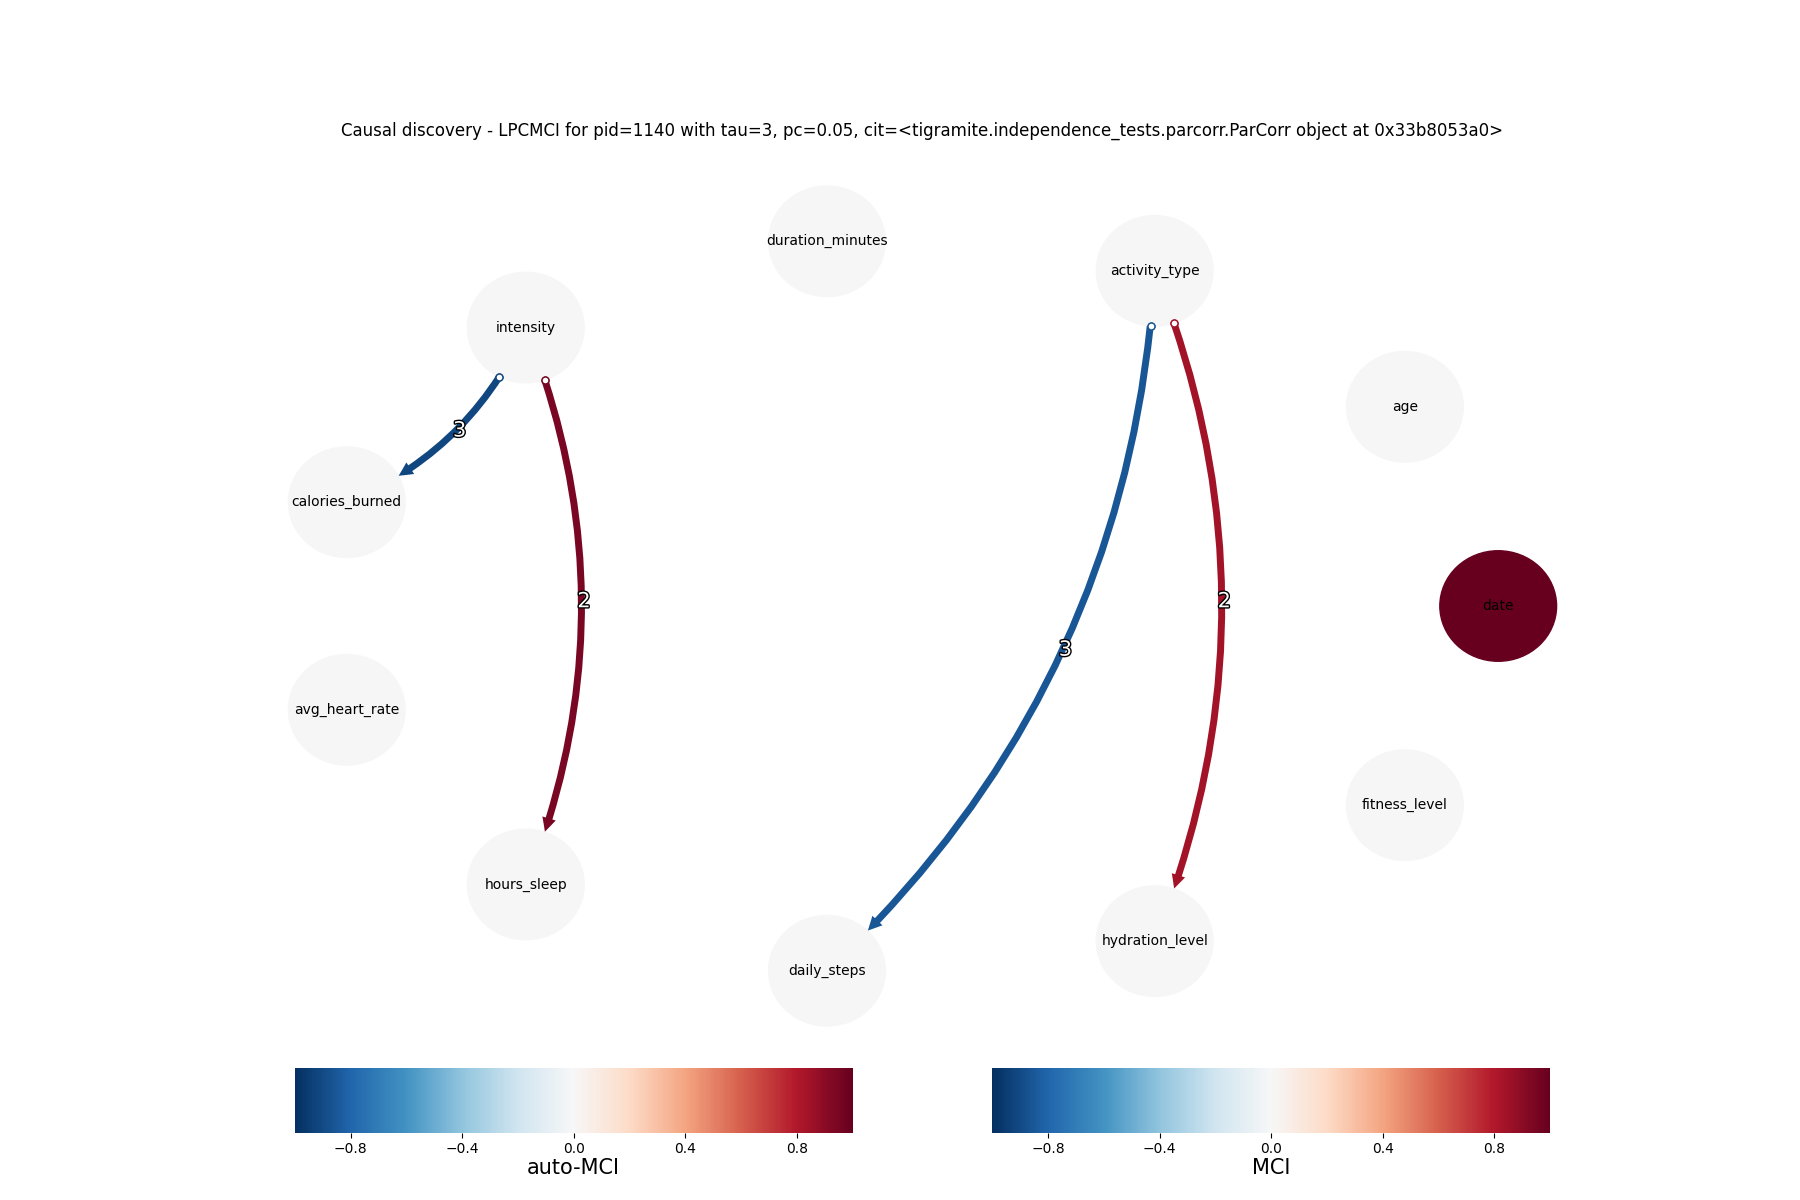 Causal discovery - LPCMCI for pid=1140 with tau=3, pc=0.05, cit=<tigramite.independence_tests.parcorr.ParCorr object at 0x33b8053a0>
duration_minutes
activity_type
intensity
age
3
calories_burned
2
2
date
3
avg_heart_rate
fitness_level
hours_sleep
hydration_level
daily_steps
−0.8 −0.4 0.0 0.4 0.8
auto-MCI
−0.8 −0.4 0.0 0.4 0.8
MCI